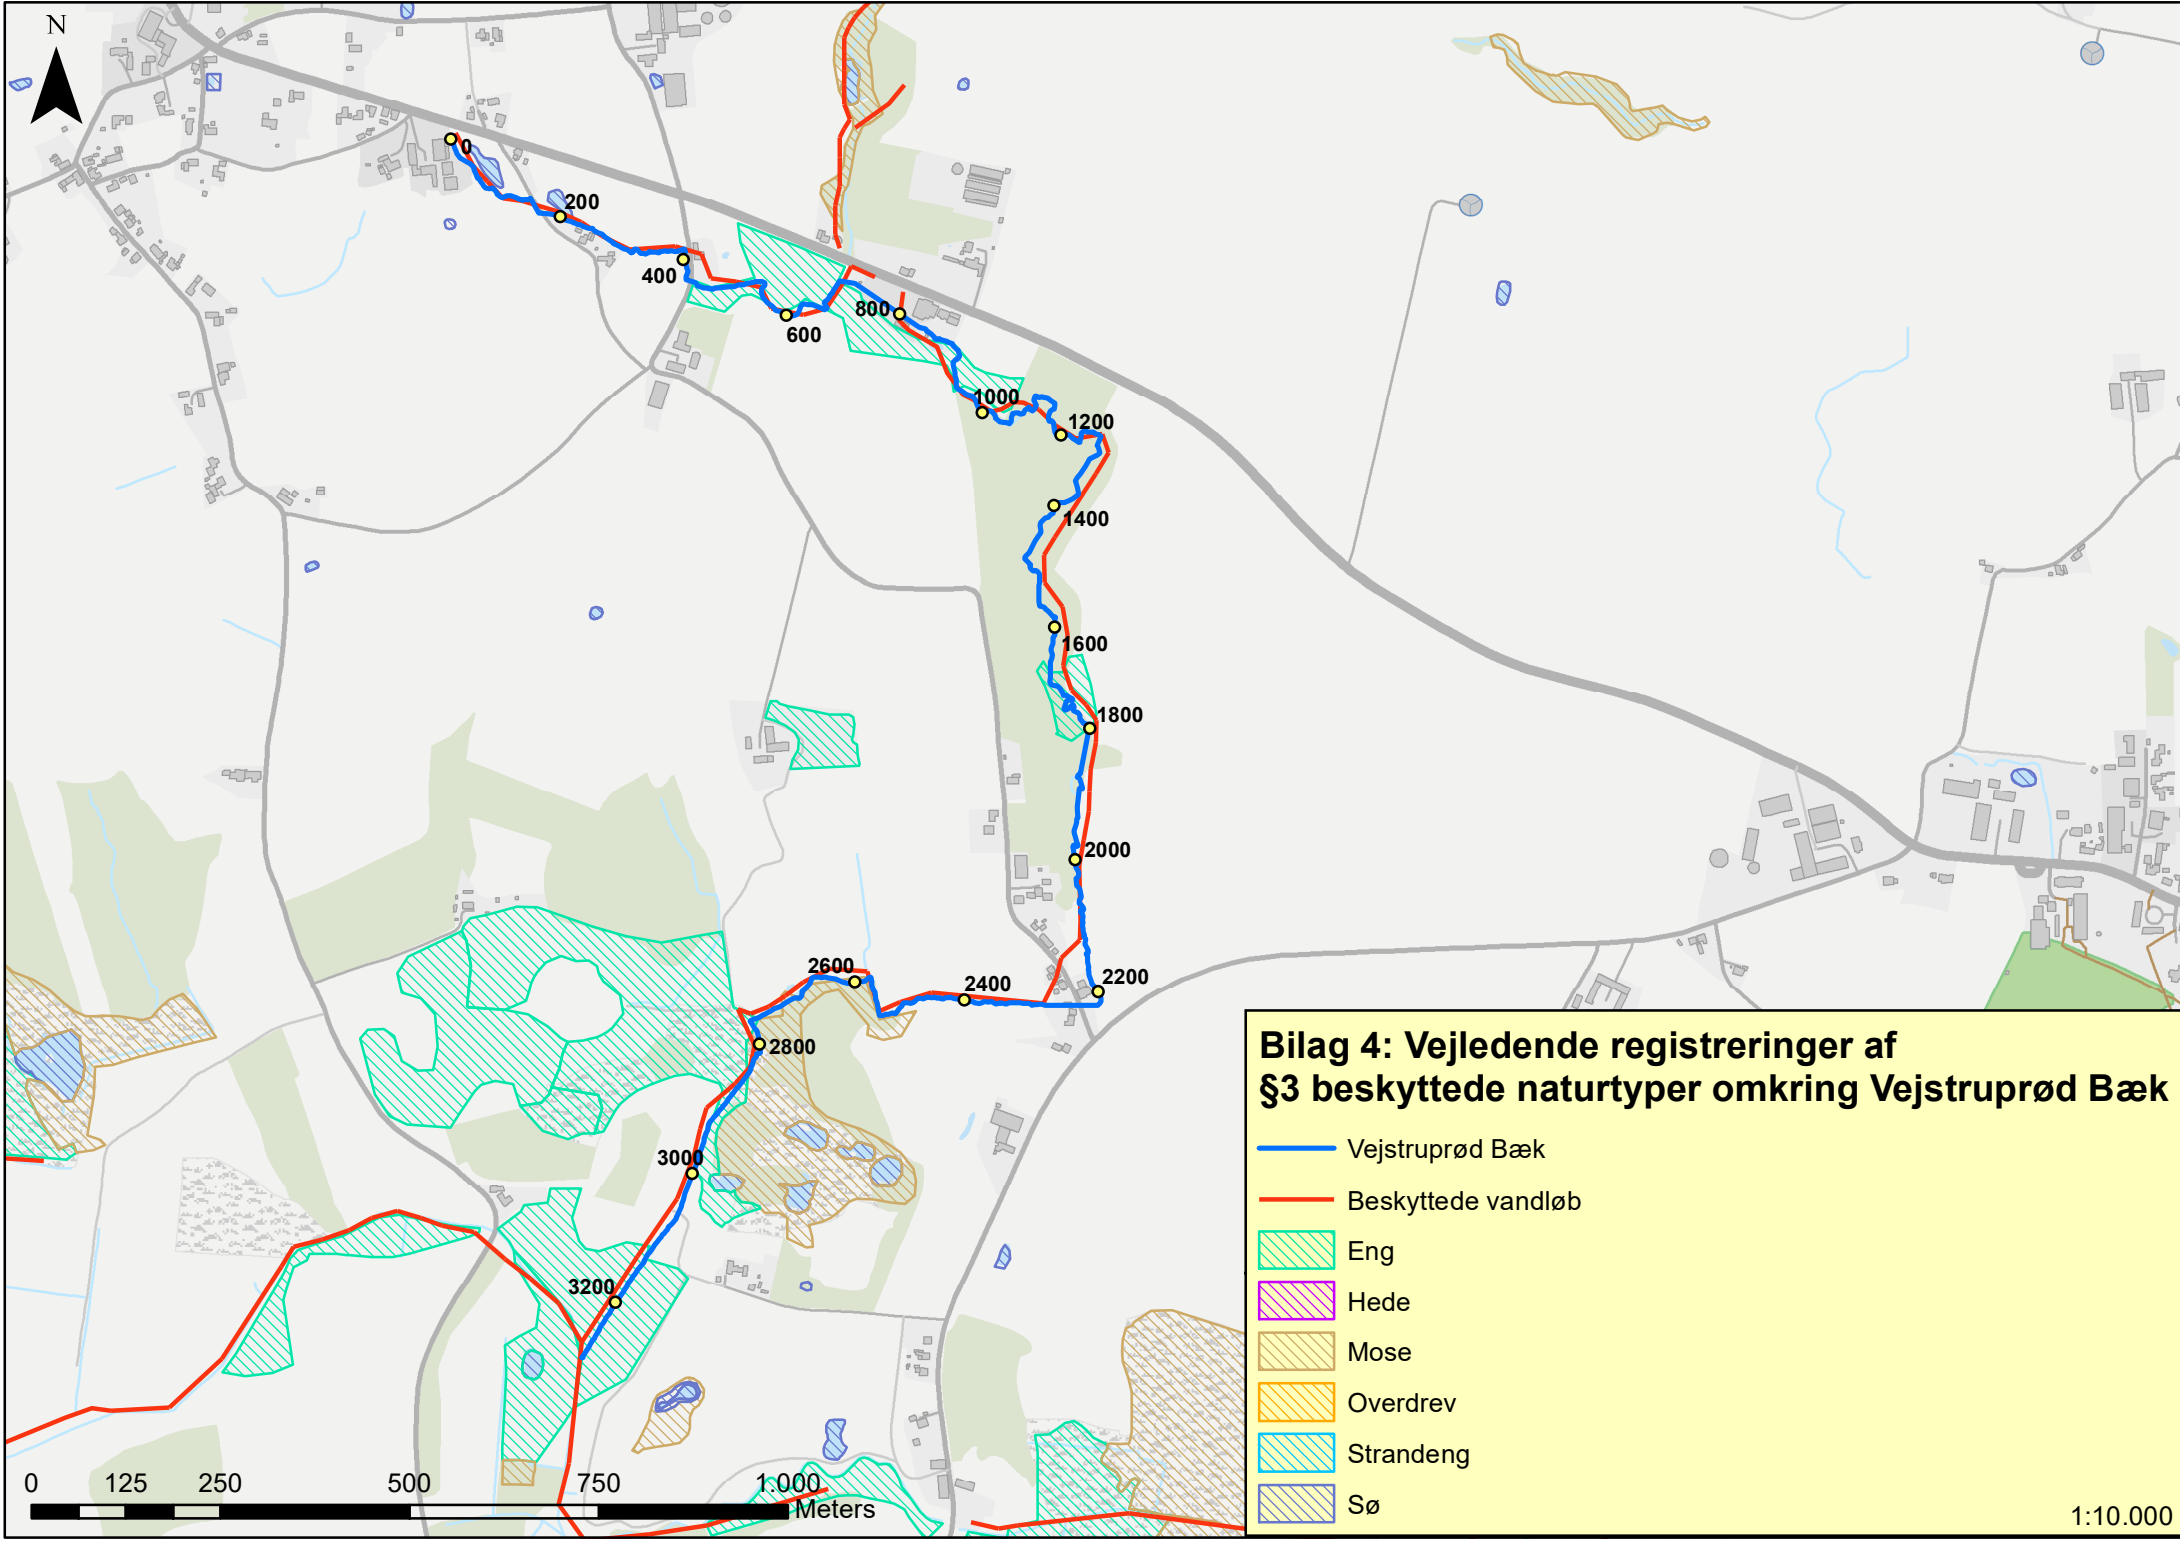 N
0
200
400
600
800
1000
1200
1400
1600
1800
2000
2200
2400
2600
2800
3000
3200
0 125 250 500 750 1.000
Meters
Bilag 4: Vejledende registreringer af
§3 beskyttede naturtyper omkring Vejstruprød Bæk
Vejstruprød Bæk
Beskyttede vandløb
Eng
Hede
Mose
Overdrev
Strandeng
Sø
1:10.000